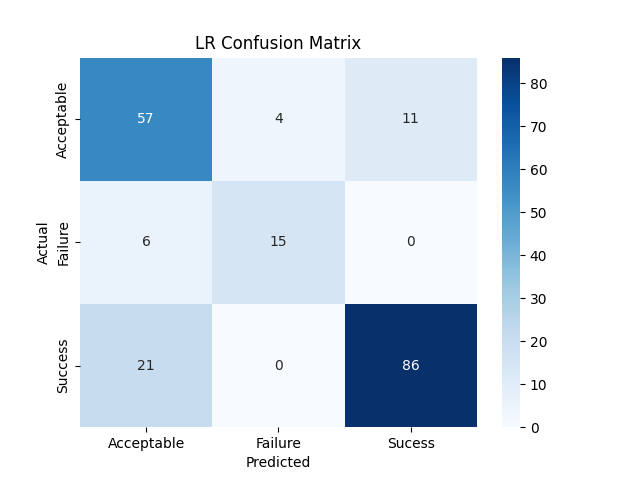 LR Confusion Matrix
Actual
Acceptable
57
4
11
Failure
6
15
0
Success
21
0
86
Acceptable
Failure
Sucess
Predicted
80
70
60
50
40
30
20
10
0